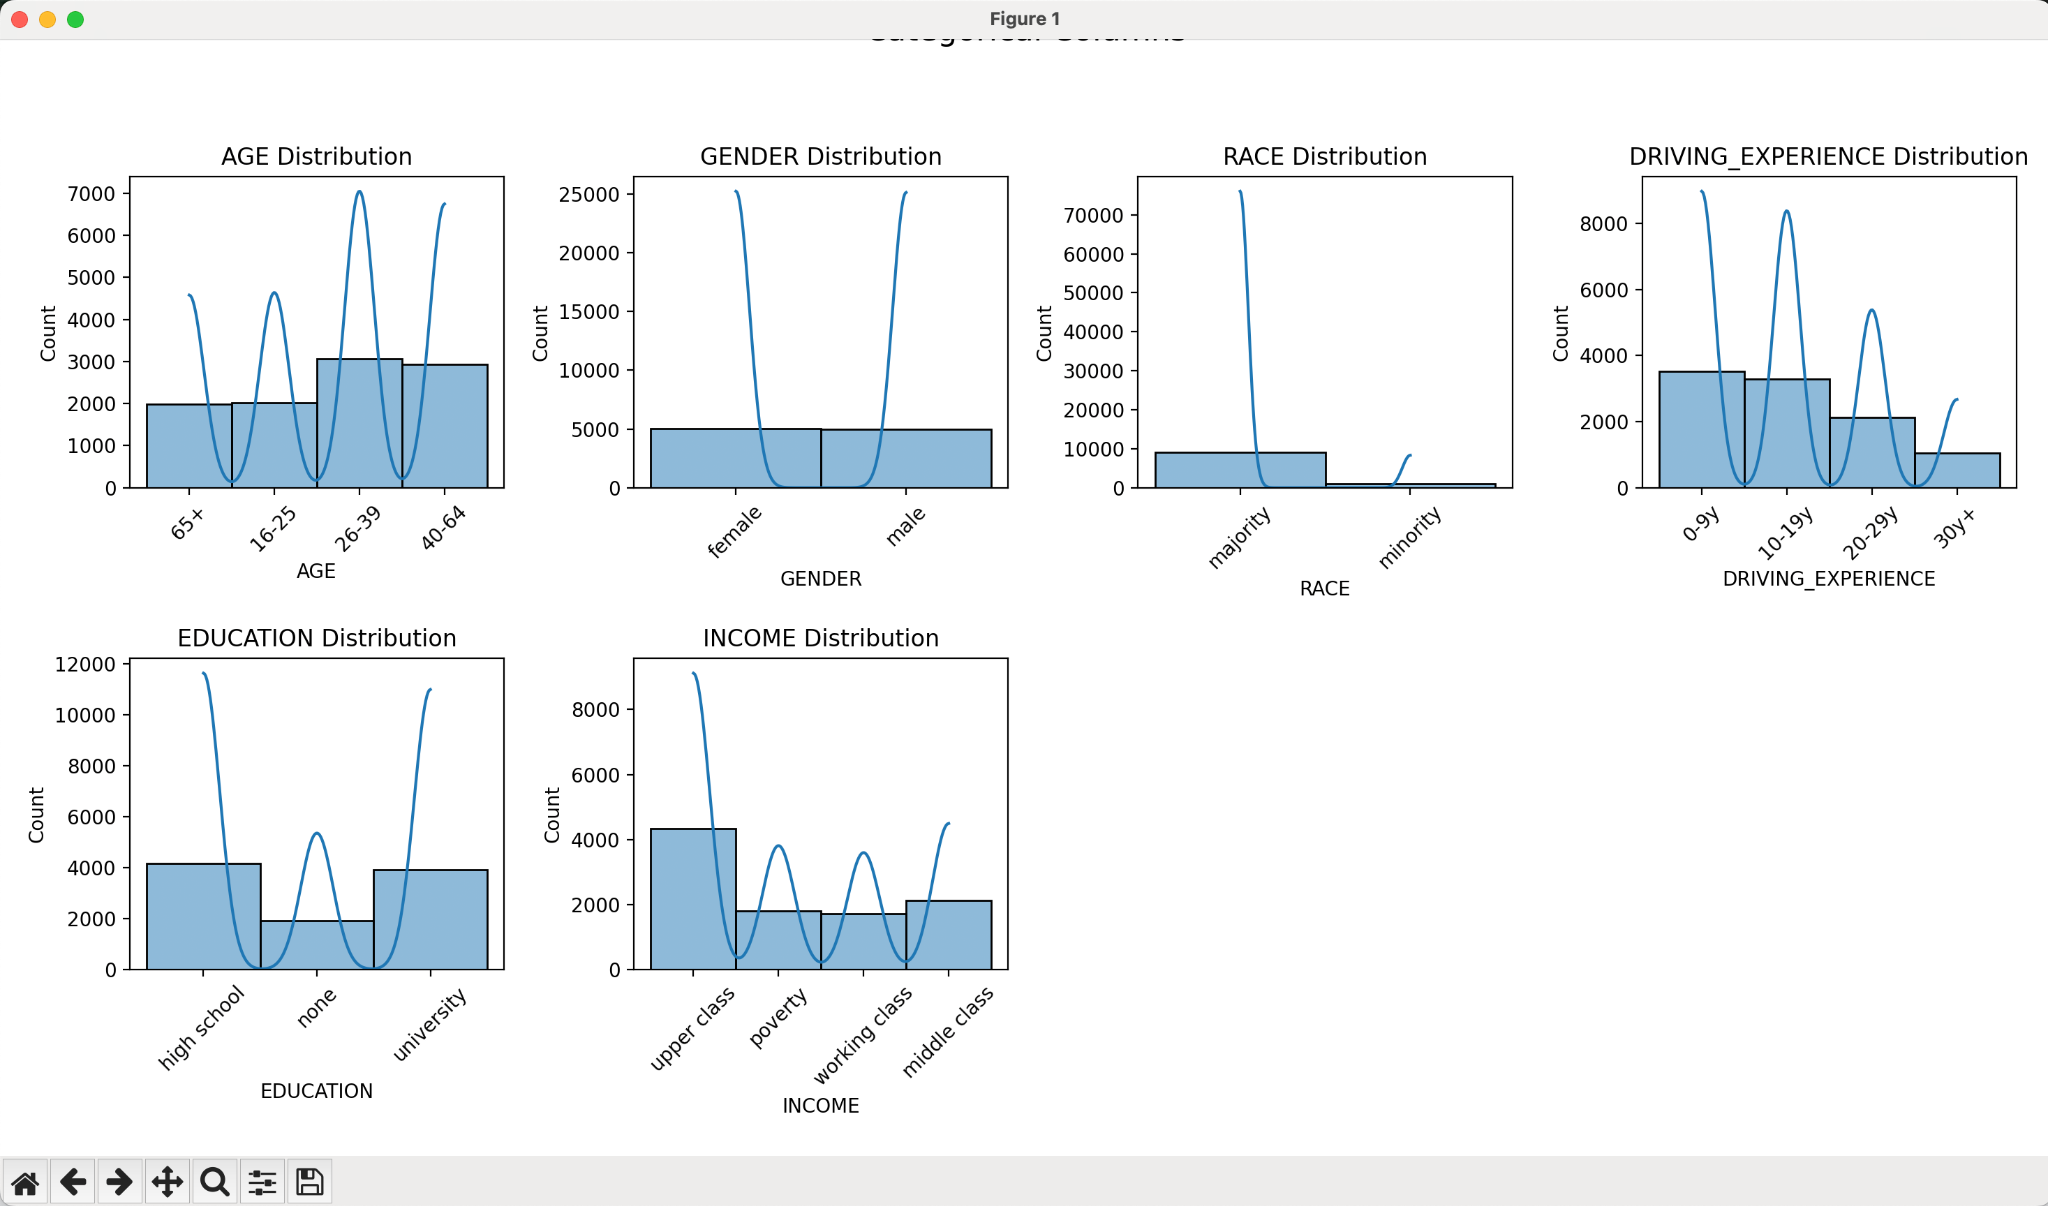 Figure 1
Categorical Columns
AGE Distribution
7000
6000
5000
4000
3000
2000
1000
0
Count
65+
16-25
26-39
40-64
AGE
GENDER Distribution
25000
20000
15000
10000
5000
0
Count
female
male
GENDER
RACE Distribution
70000
60000
50000
40000
30000
20000
10000
0
Count
majority
minority
RACE
DRIVING_EXPERIENCE Distribution
8000
6000
4000
2000
0
Count
0-9y
10-19y
20-29y
30y+
DRIVING_EXPERIENCE
EDUCATION Distribution
12000
10000
8000
6000
4000
2000
0
Count
high school
none
university
EDUCATION
INCOME Distribution
8000
6000
4000
2000
0
Count
upper class
poverty
working class
middle class
INCOME